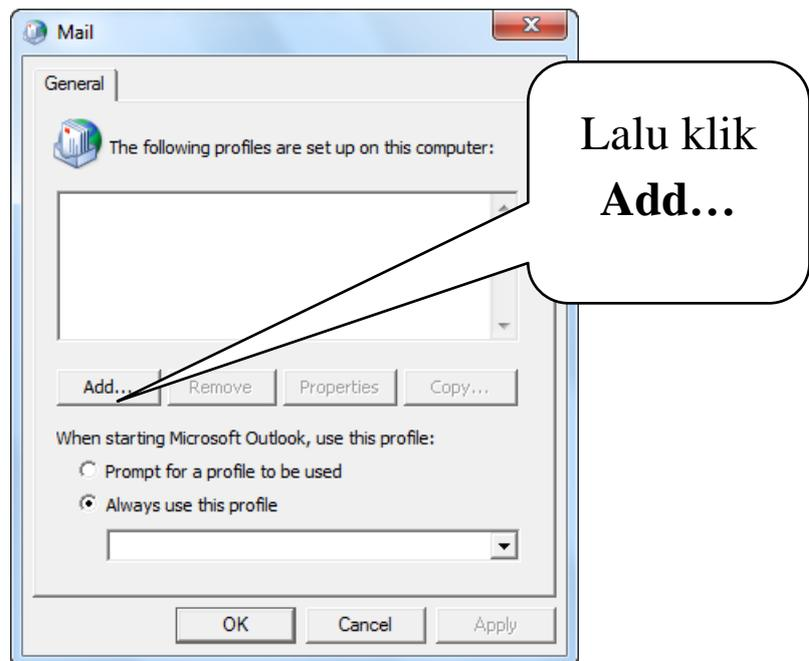 Mail
General
The following profiles are set up on this computer:
Lalu klik
Add…
Add...
Remove
Properties
Copy...
When starting Microsoft Outlook, use this profile:
Prompt for a profile to be used
Always use this profile
OK
Cancel
Apply